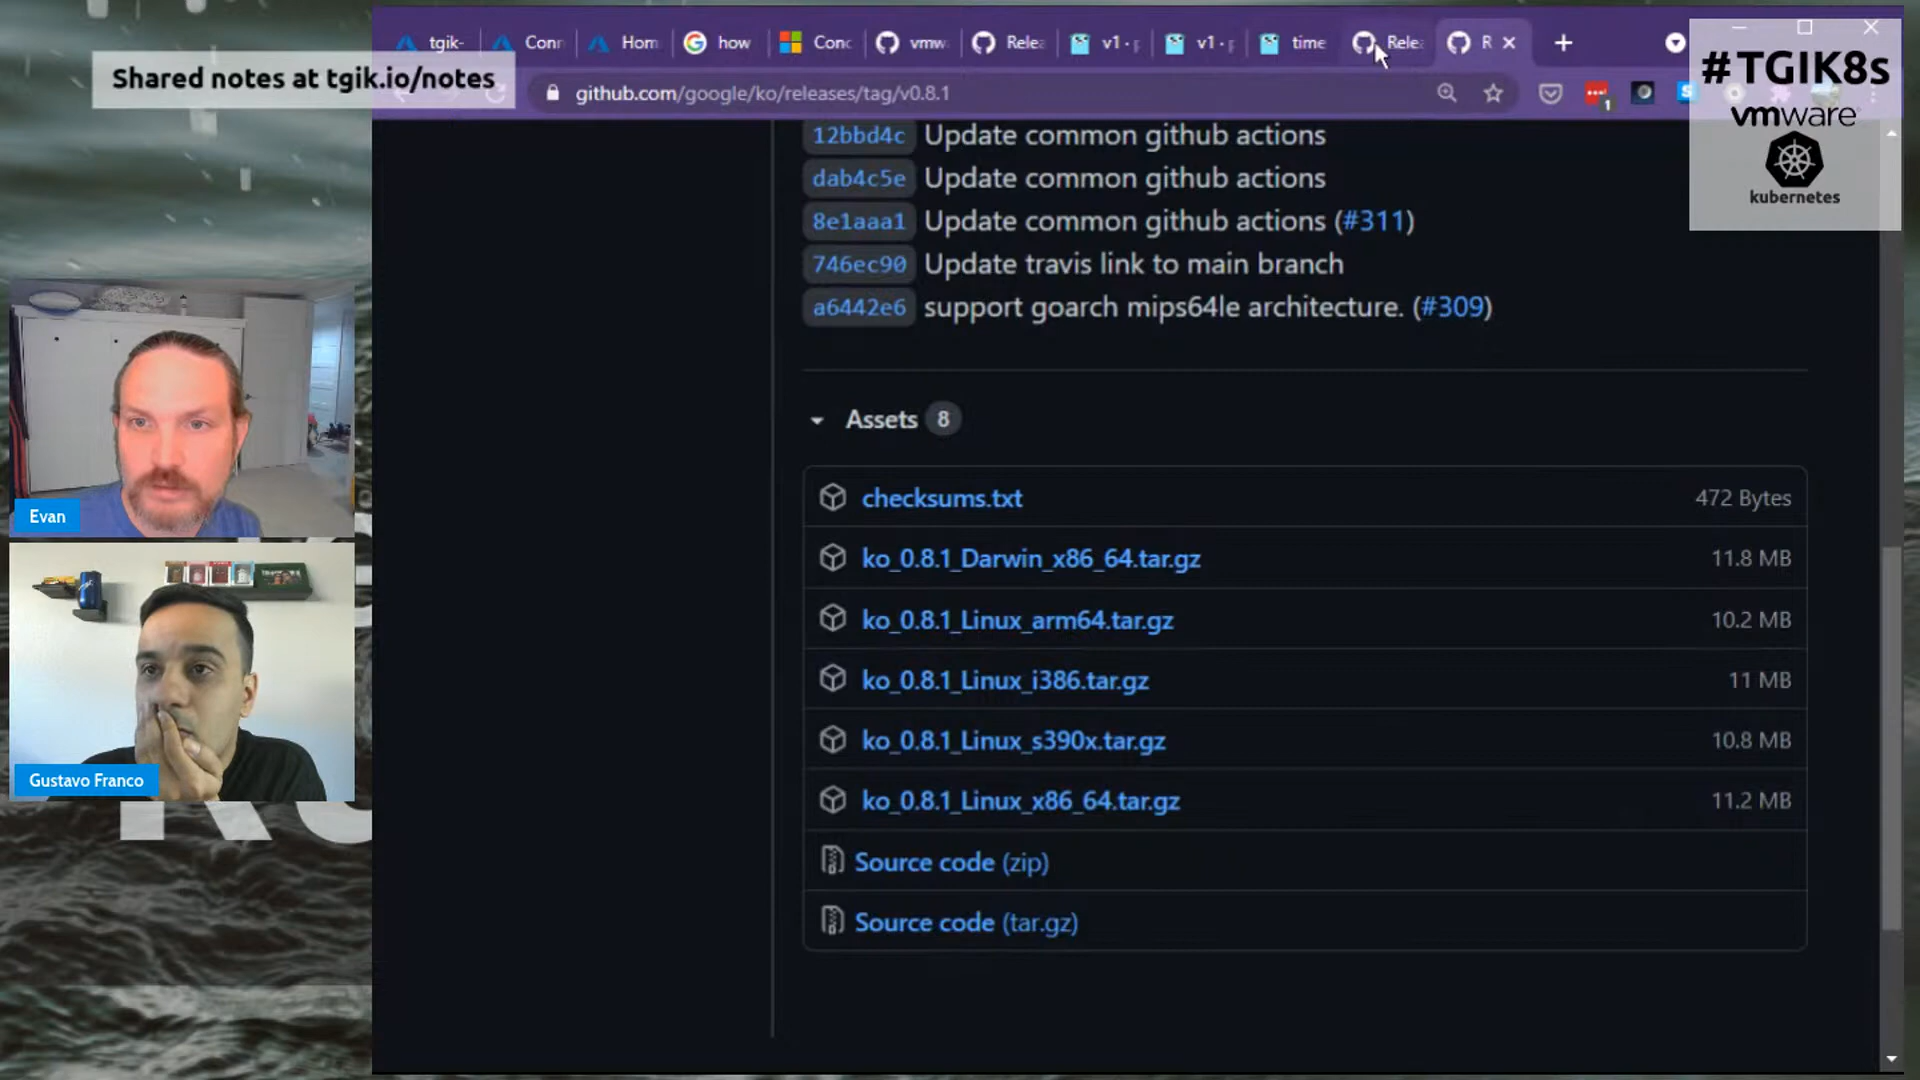 tgik-
Conn
Hom
how
Conc
vmw
Relea
v1 · p
v1 · p
time
Relea
R
Shared notes at tgik.io/notes
github.com/google/ko/releases/tag/v0.8.1
1
#TGIK8s
vmware
kubernetes
12bbd4c Update common github actions
dab4c5e Update common github actions
8e1aaa1 Update common github actions (#311)
746ec90 Update travis link to main branch
a6442e6 support goarch mips64le architecture. (#309)
Assets 8
checksums.txt 472 Bytes
ko_0.8.1_Darwin_x86_64.tar.gz 11.8 MB
ko_0.8.1_Linux_arm64.tar.gz 10.2 MB
ko_0.8.1_Linux_i386.tar.gz 11 MB
ko_0.8.1_Linux_s390x.tar.gz 10.8 MB
ko_0.8.1_Linux_x86_64.tar.gz 11.2 MB
Source code (zip)
Source code (tar.gz)
Evan
Gustavo Franco